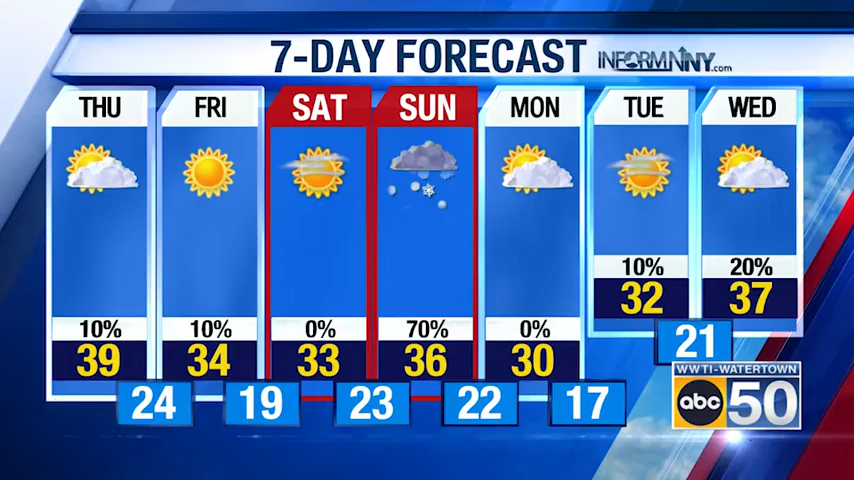 7-DAY FORECAST INFORMNNY.com
THU FRI SAT SUN MON TUE WED
10% 20%
32 37
10% 10% 0% 70% 0%
39 34 33 36 30
21
24 19 23 22 17
WWTI-WATERTOWN
abc 50